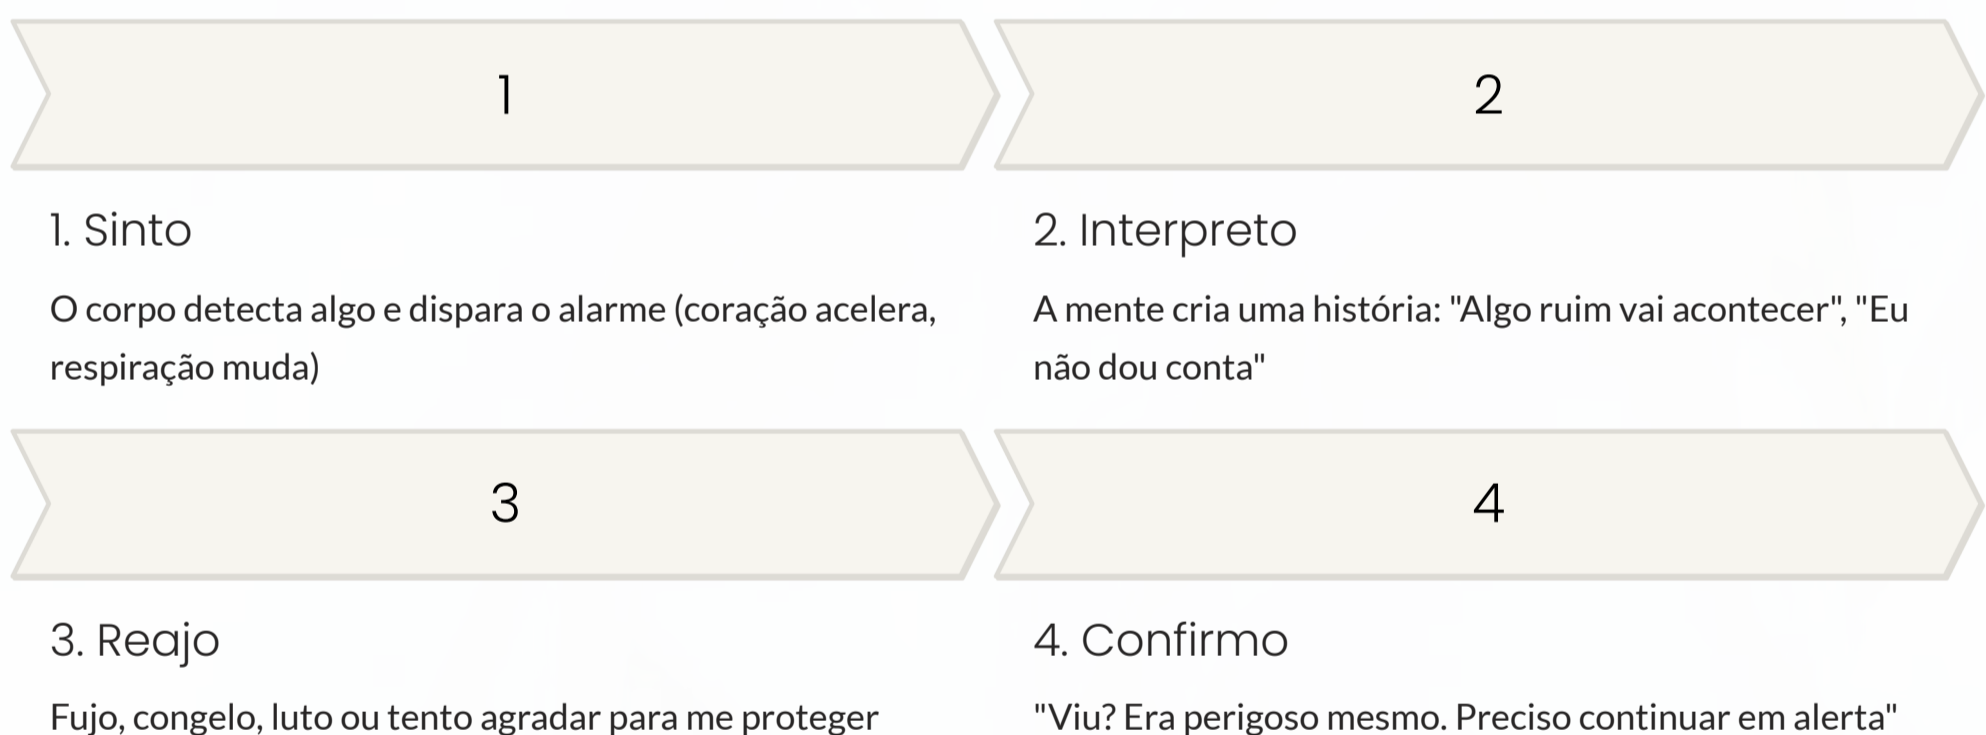 1
2
1. Sinto
O corpo detecta algo e dispara o alarme (coração acelera,
respiração muda)
2. Interpreto
A mente cria uma história: "Algo ruim vai acontecer", "Eu
não dou conta"
3
4
3. Reajo
Fujo, congelo, luto ou tento agradar para me proteger
4. Confirmo
"Viu? Era perigoso mesmo. Preciso continuar em alerta"